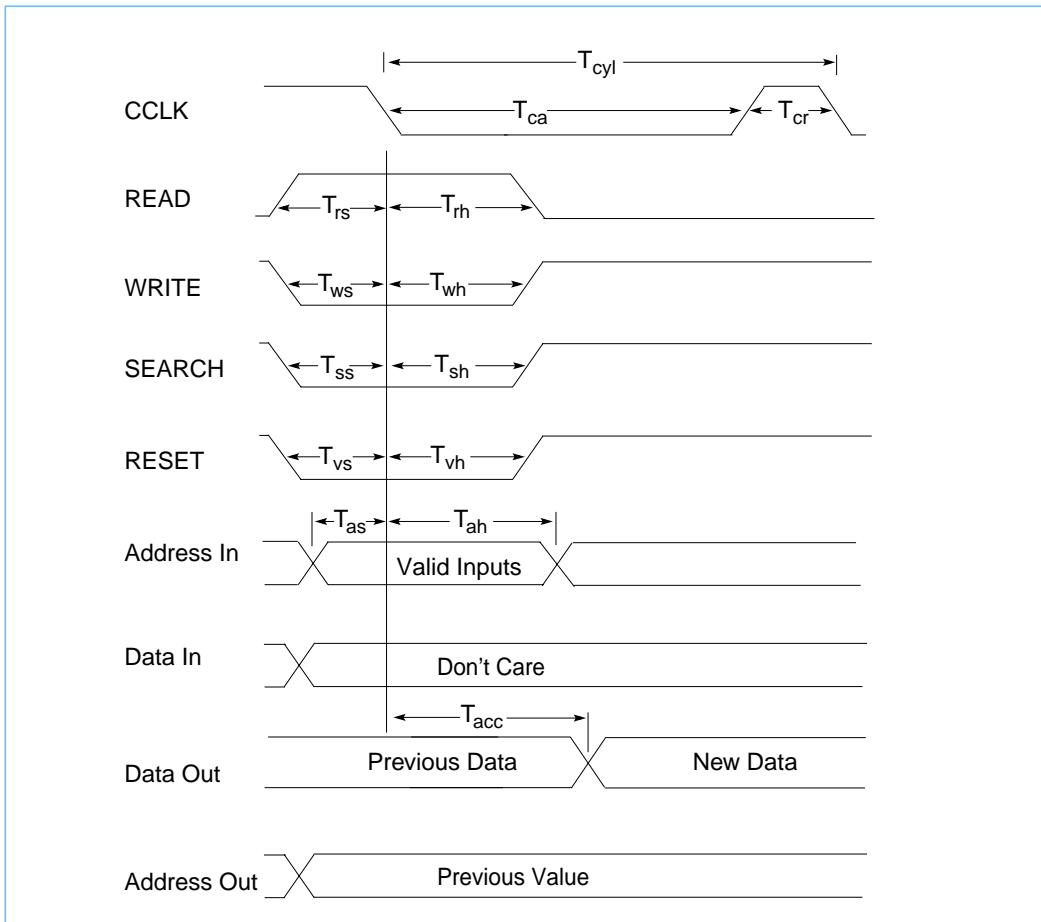 T_cyl
CCLK
T_ca
T_cr
READ
T_rs
T_rh
WRITE
T_ws
T_wh
SEARCH
T_ss
T_sh
RESET
T_vs
T_vh
T_as
T_ah
Address In
Valid Inputs
Data In
Don't Care
T_acc
Data Out
Previous Data
New Data
Address Out
Previous Value